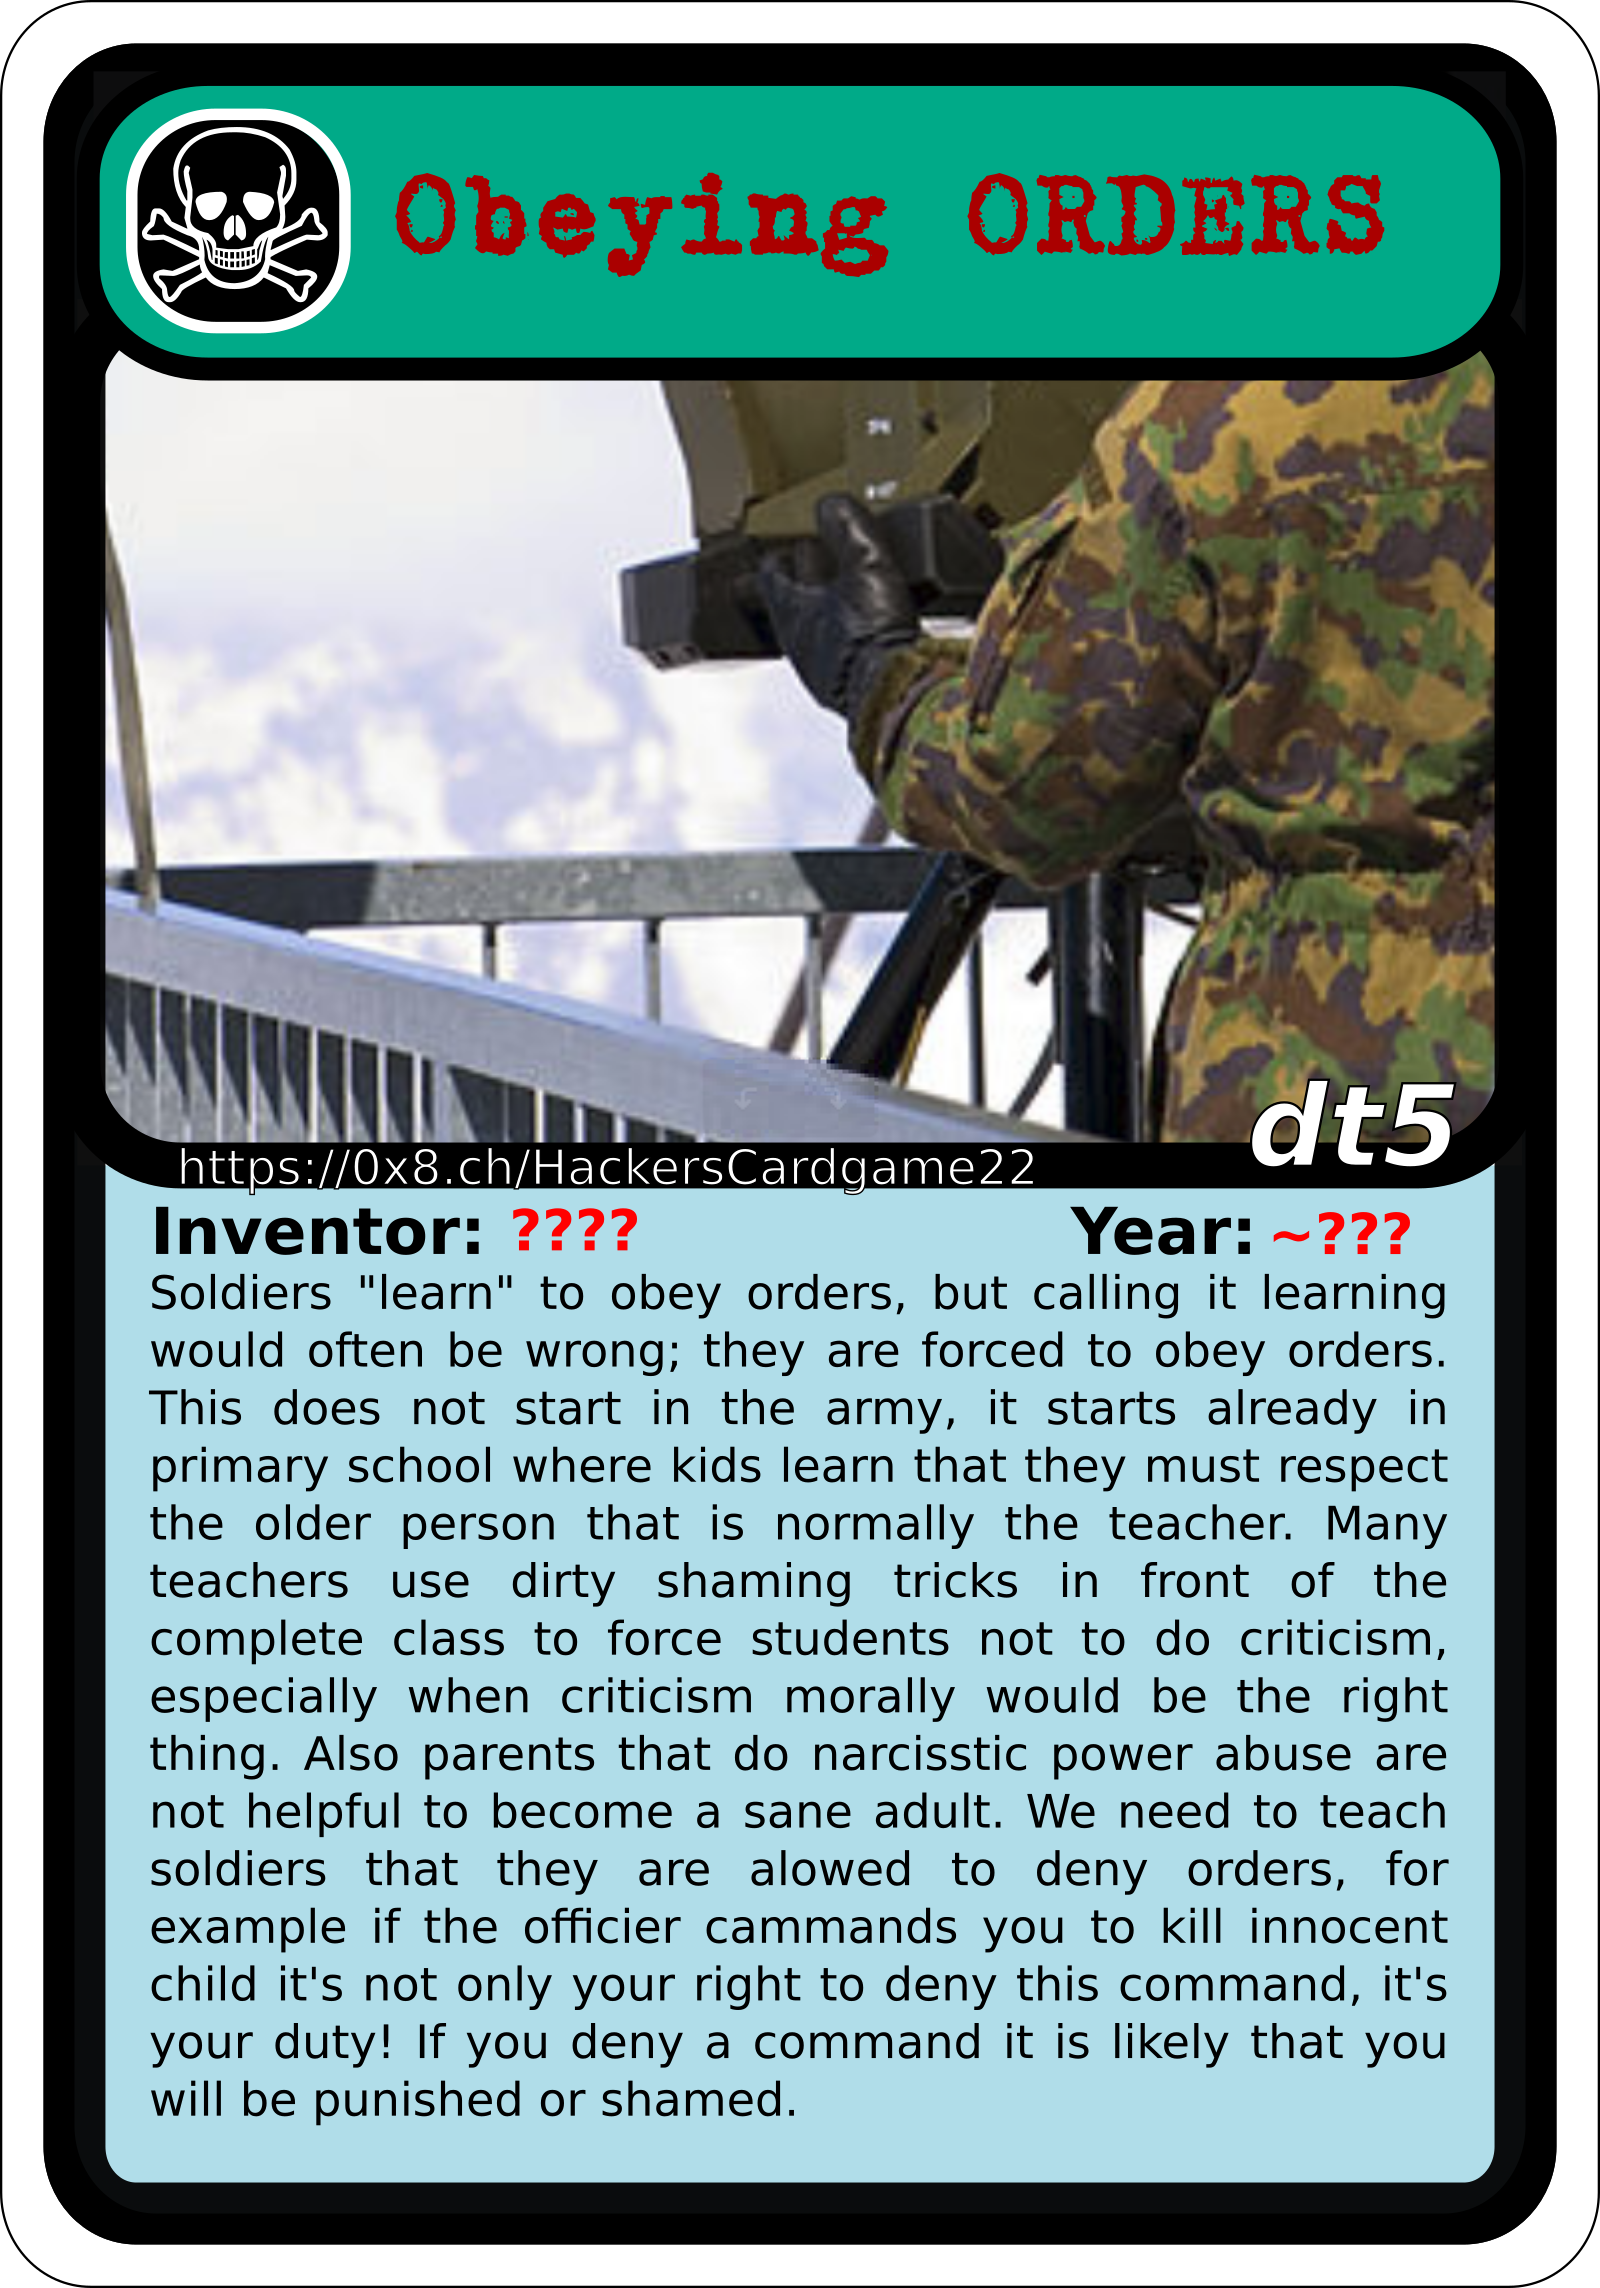 Obeying ORDERS
dt5
https://0x8.ch/HackersCardgame22
Inventor: ???? Year: ~???
Soldiers "learn" to obey orders, but calling it learning
would often be wrong; they are forced to obey orders.
This does not start in the army, it starts already in
primary school where kids learn that they must respect
the older person that is normally the teacher. Many
teachers use dirty shaming tricks in front of the
complete class to force students not to do criticism,
especially when criticism morally would be the right
thing. Also parents that do narcisstic power abuse are
not helpful to become a sane adult. We need to teach
soldiers that they are alowed to deny orders, for
example if the officier cammands you to kill innocent
child it's not only your right to deny this command, it's
your duty! If you deny a command it is likely that you
will be punished or shamed.